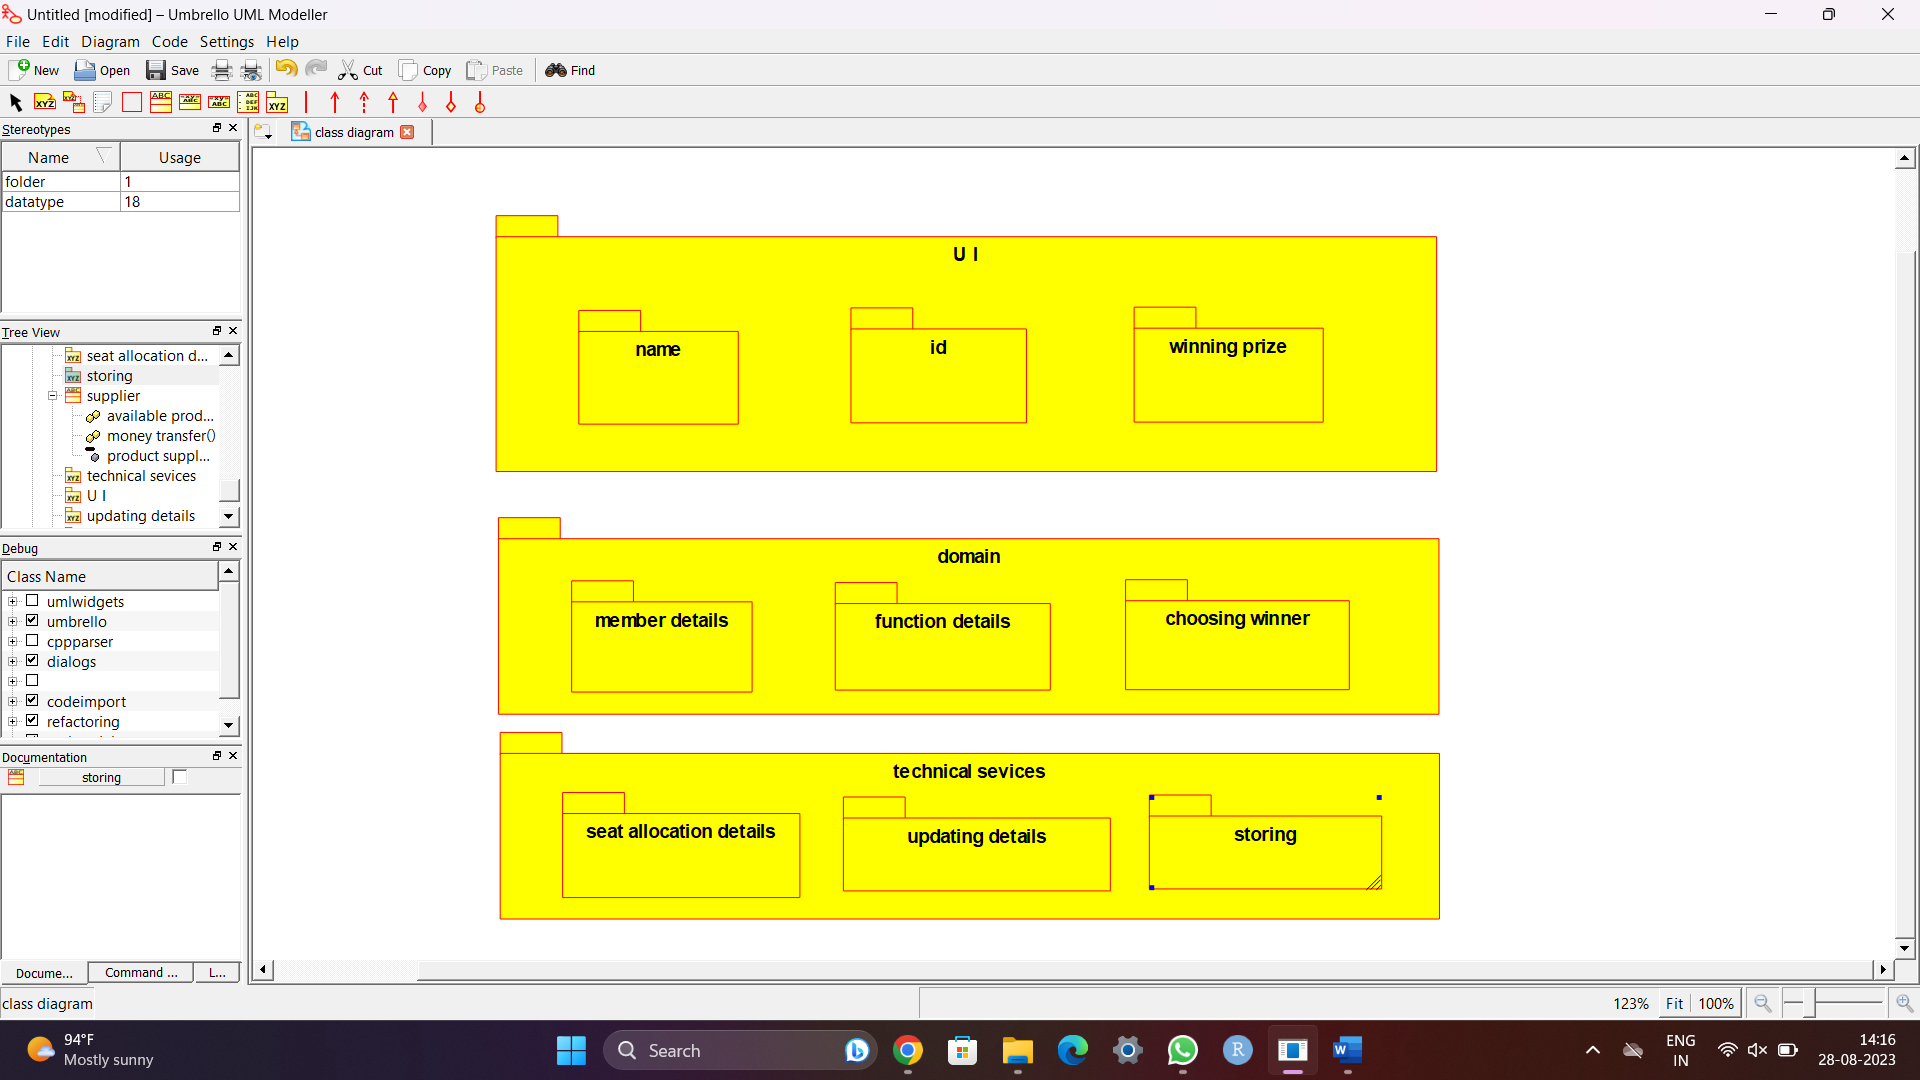 Untitled [modified] – Umbrello UML Modeller
File Edit Diagram Code Settings Help
New Open Save Cut Copy Paste Find
Stereotypes
class diagram
Name Usage
folder 1
datatype 18
Tree View
seat allocation d...
storing
supplier
available prod...
money transfer()
product suppl...
technical sevices
U I
updating details
Debug
Class Name
umlwidgets
umbrello
cppparser
dialogs
codeimport
refactoring
Documentation
storing
Docume... Command ... L...
U I
name id winning prize
domain
member details function details choosing winner
technical sevices
seat allocation details updating details storing
class diagram
123% Fit 100%
94°F
Mostly sunny
Search
ENG
IN
14:16
28-08-2023